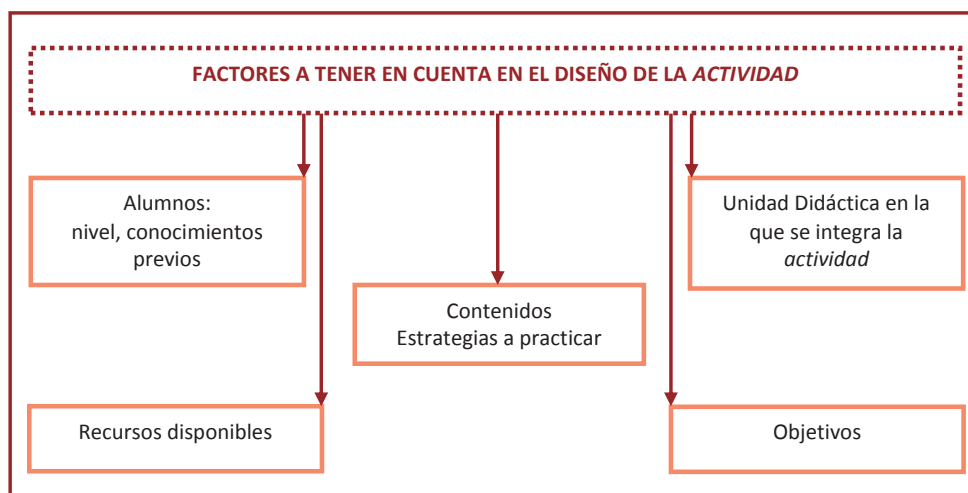 FACTORES A TENER EN CUENTA EN EL DISEÑO DE LA ACTIVIDAD
Alumnos:
nivel, conocimientos
previos
Unidad Didáctica en la
que se integra la
actividad
Contenidos
Estrategias a practicar
Recursos disponibles
Objetivos